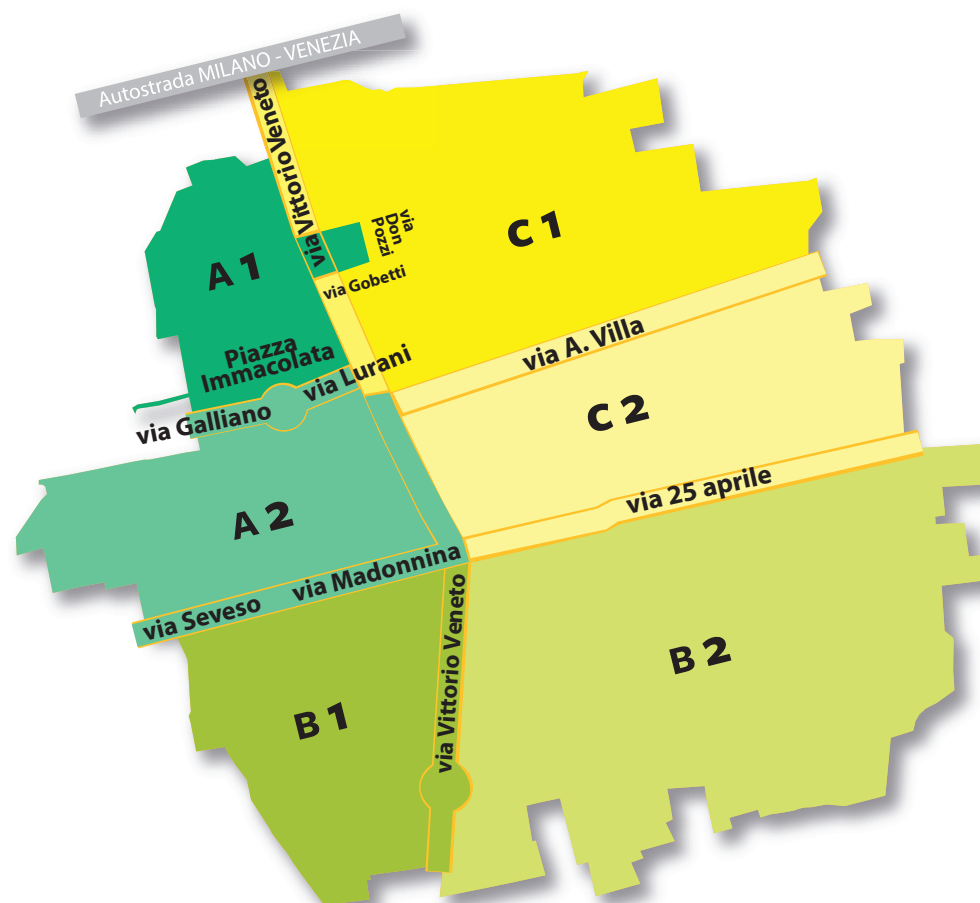 Autostrada MILANO - VENEZIA
via Vittorio Veneto
via
Don
Pozzi
C 1
A 1
via Gobetti
via A. Villa
Piazza
Immacolata
via Lurani
via Galliano
C 2
via 25 aprile
A 2
via Madonnina
via Seveso
via Vittorio Veneto
B 2
B 1